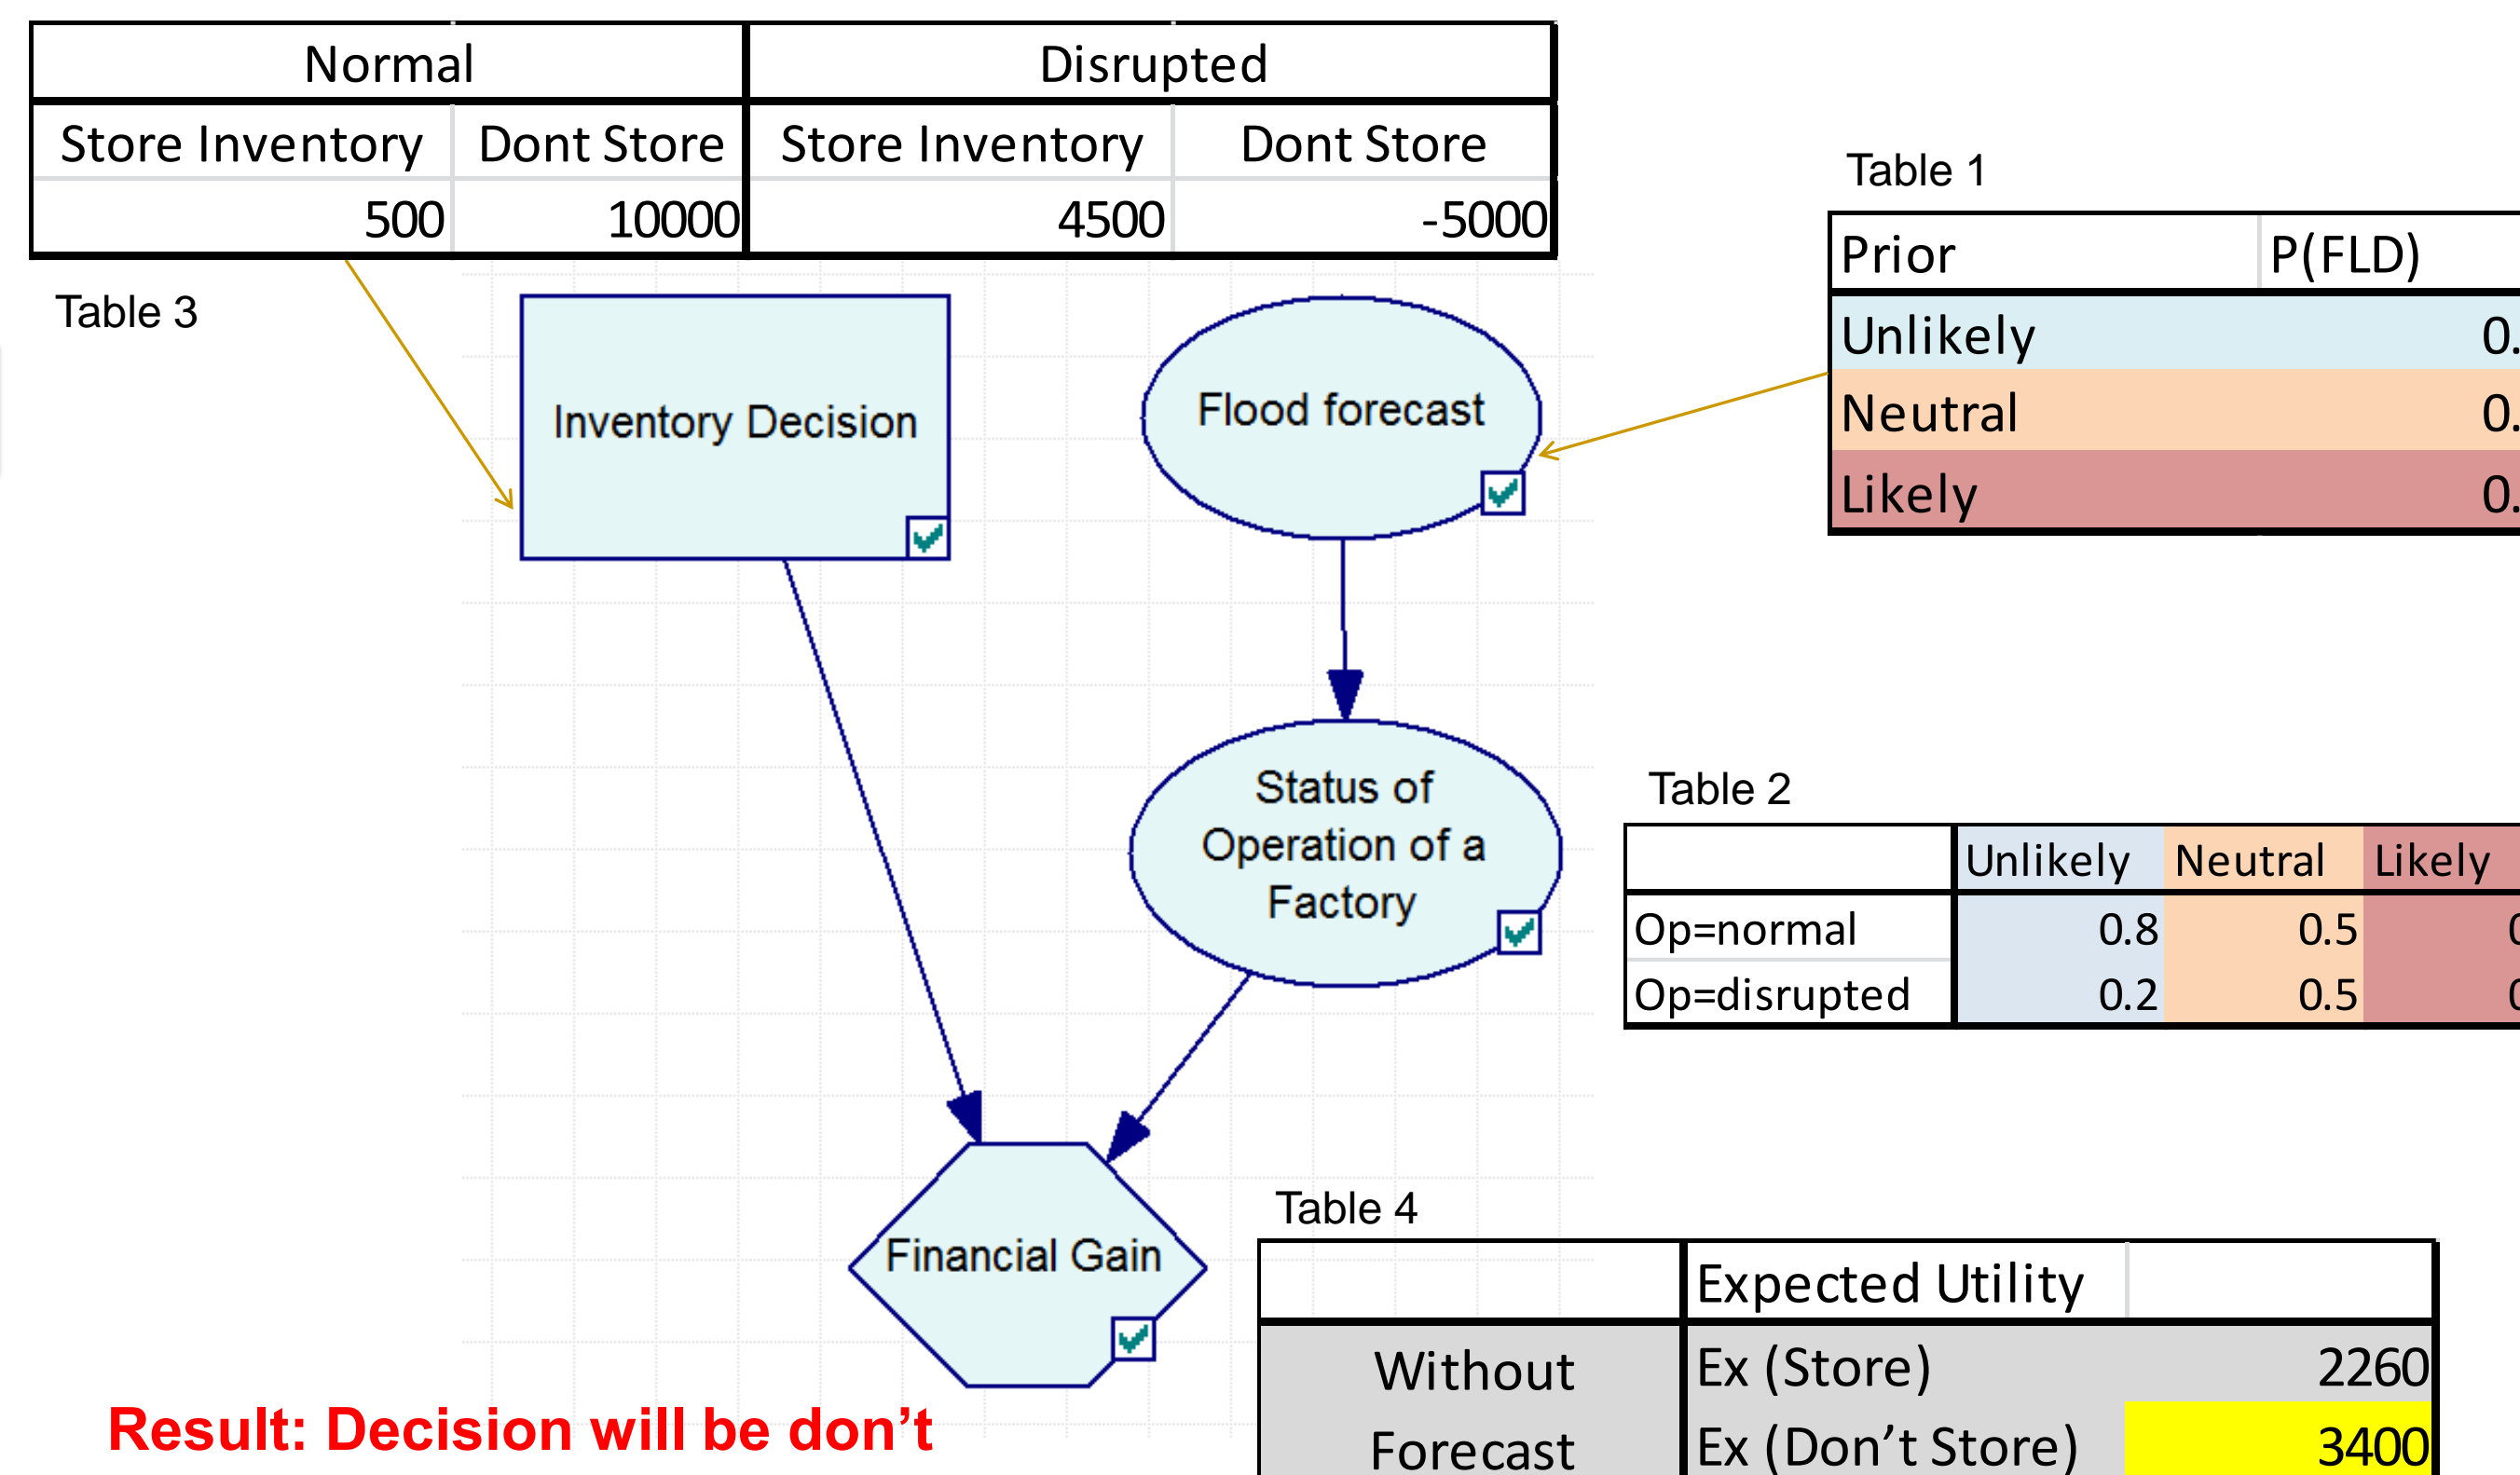 Normal Disrupted
Store Inventory Dont Store Store Inventory Dont Store
500 10000 4500 -5000
Table 3
Table 1
Prior P(FLD)
Unlikely 0.
Neutral 0.
Likely 0.
Inventory Decision
Flood forecast
Status of
Operation of a
Factory
Table 2
Unlikely Neutral Likely
Op=normal 0.8 0.5
Op=disrupted 0.2 0.5
Financial Gain
Table 4
Expected Utility
Without Ex (Store) 2260
Forecast Ex (Don’t Store) 3400
Result: Decision will be don’t